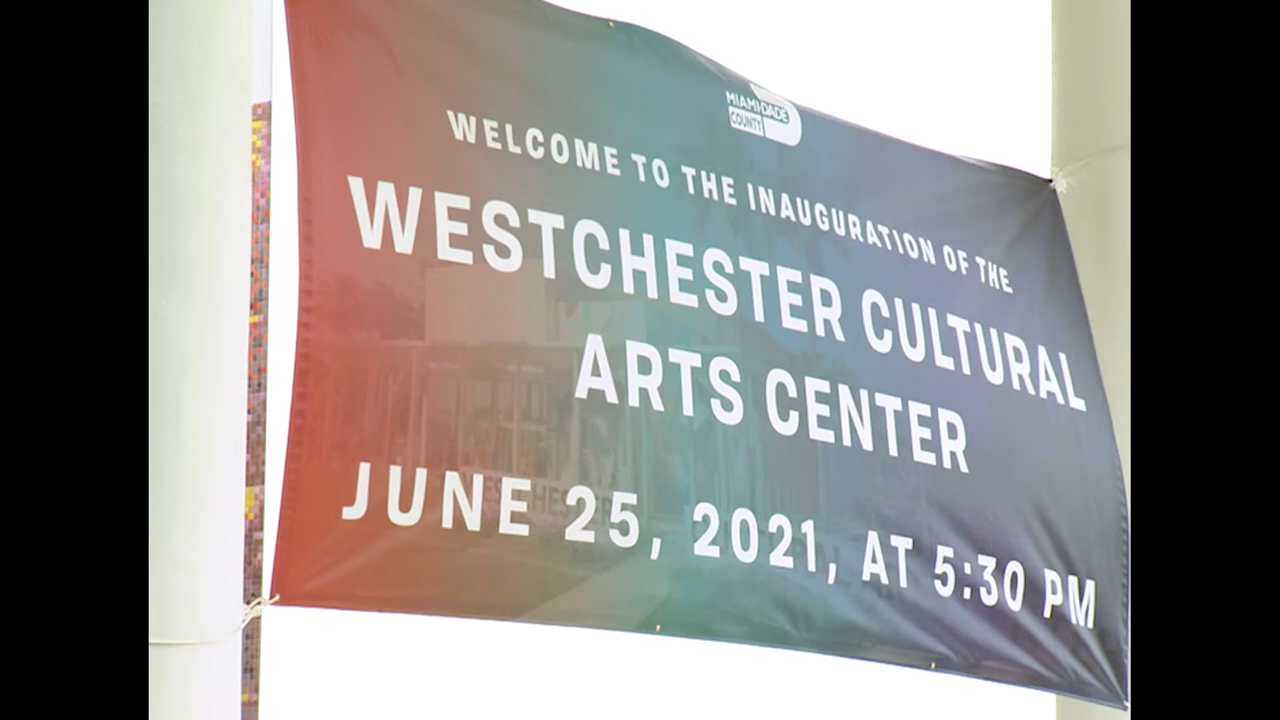 MIAMI-DADE
COUNTY
WELCOME TO THE INAUGURATION OF THE
WESTCHESTER CULTURAL
ARTS CENTER
JUNE 25, 2021, AT 5:30 PM